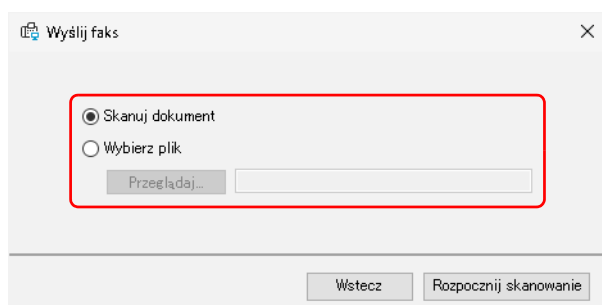 Wyślij faks
Skanuj dokument
Wybierz plik
Przeglądaj...
Wstecz Rozpocznij skanowanie